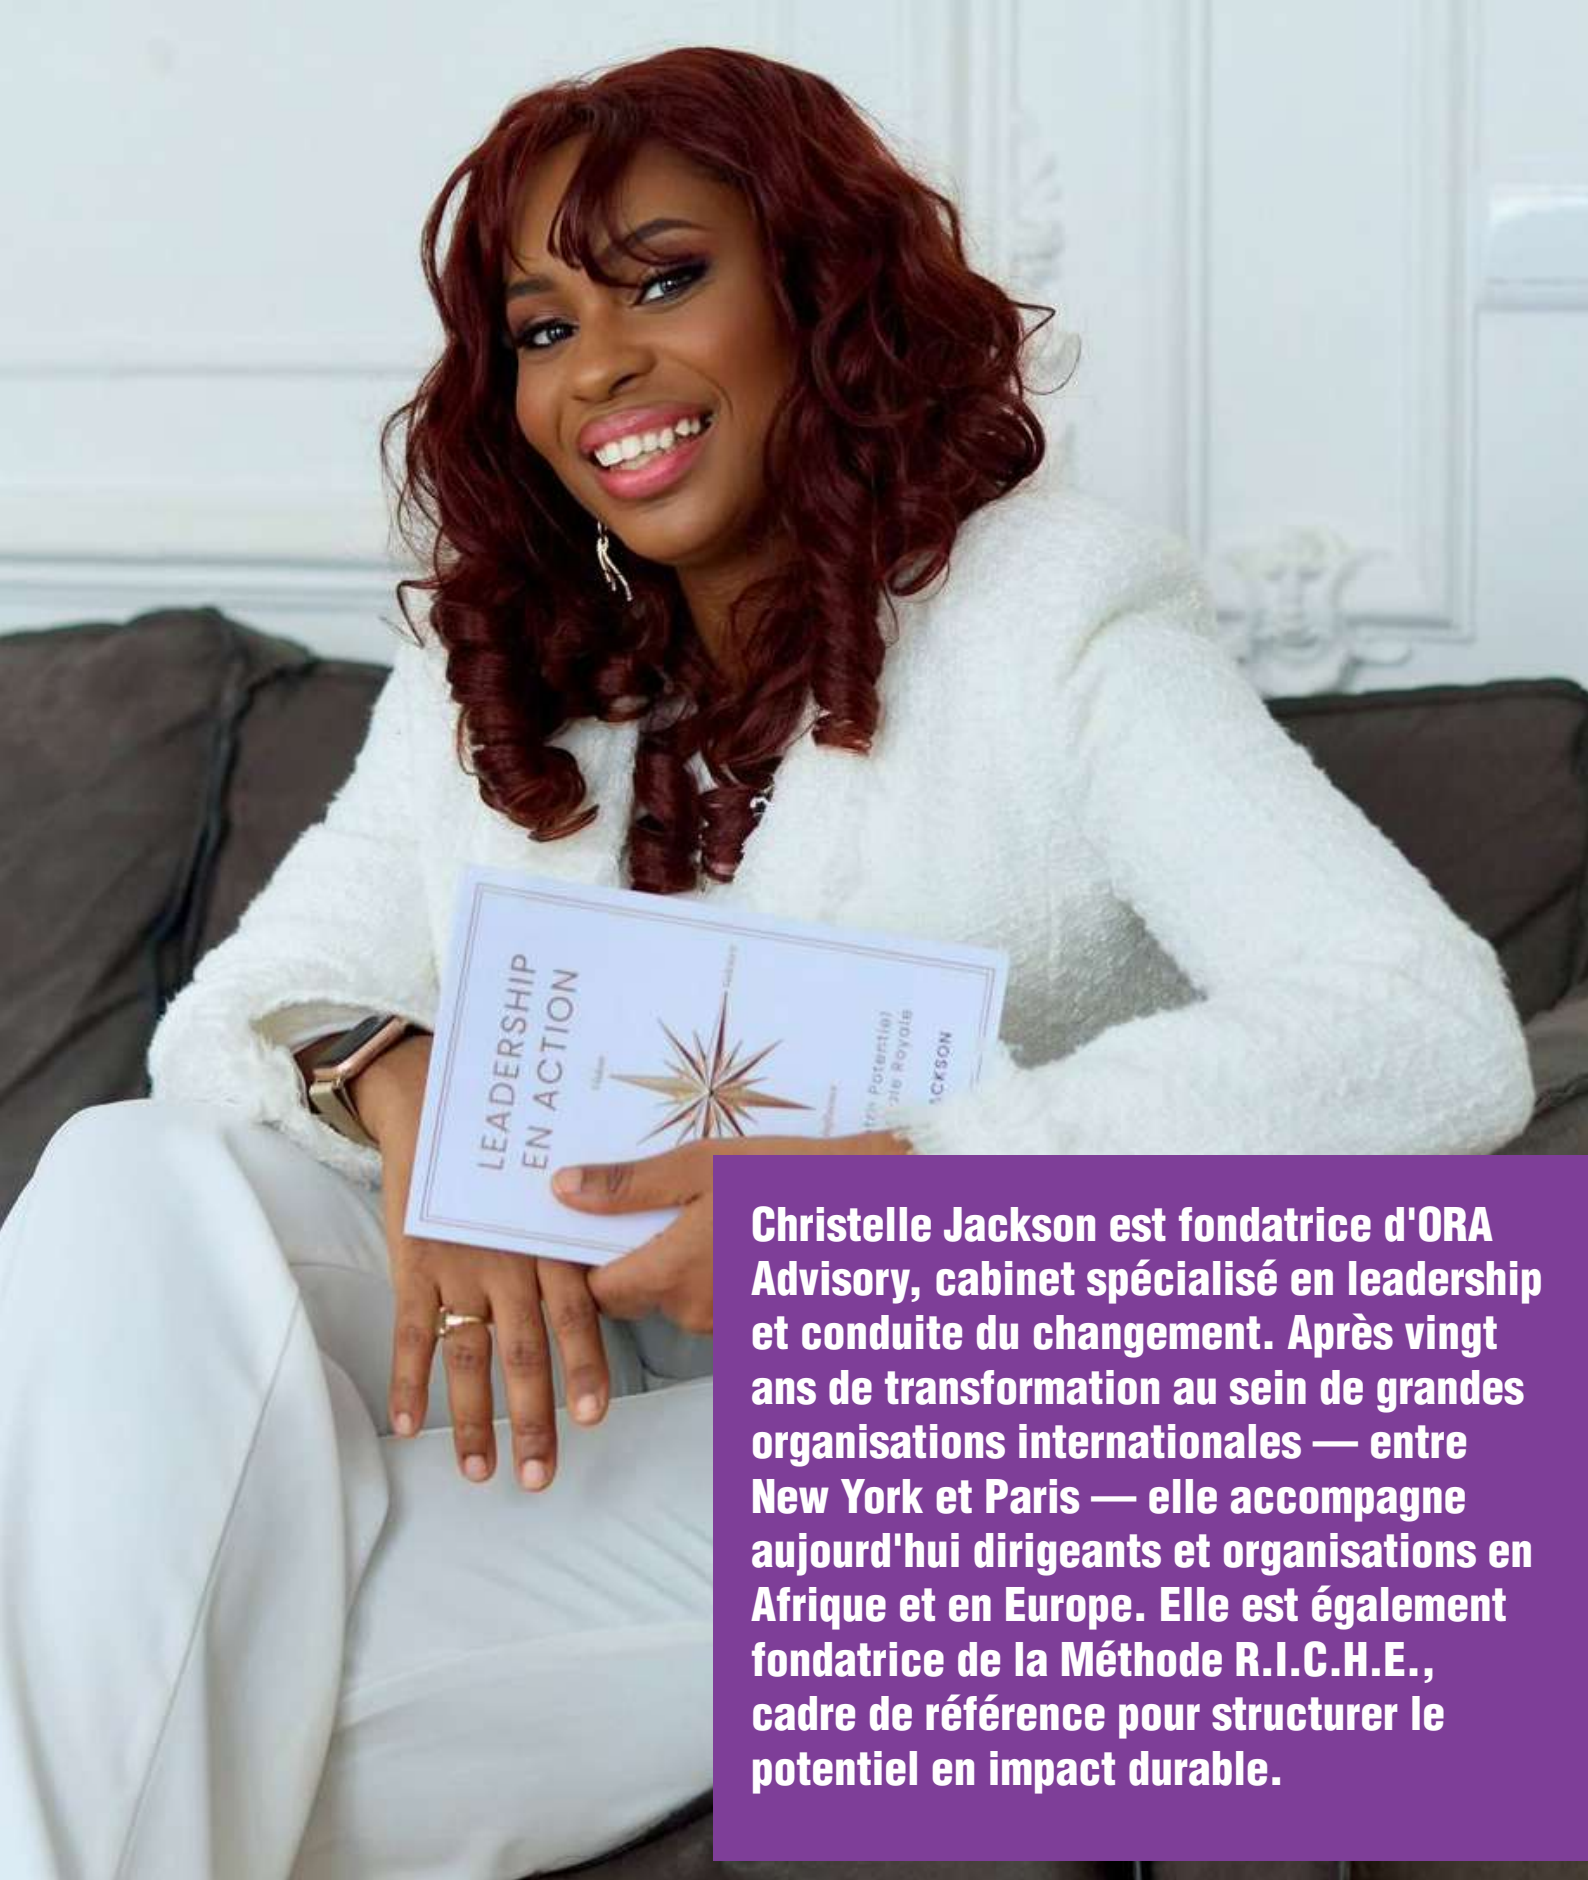 LEADERSHIP
EN ACTION
Potentiel
Royale
JACKSON
Christelle Jackson est fondatrice d'ORA
Advisory, cabinet spécialisé en leadership
et conduite du changement. Après vingt
ans de transformation au sein de grandes
organisations internationales — entre
New York et Paris — elle accompagne
aujourd'hui dirigeants et organisations en
Afrique et en Europe. Elle est également
fondatrice de la Méthode R.I.C.H.E.,
cadre de référence pour structurer le
potentiel en impact durable.